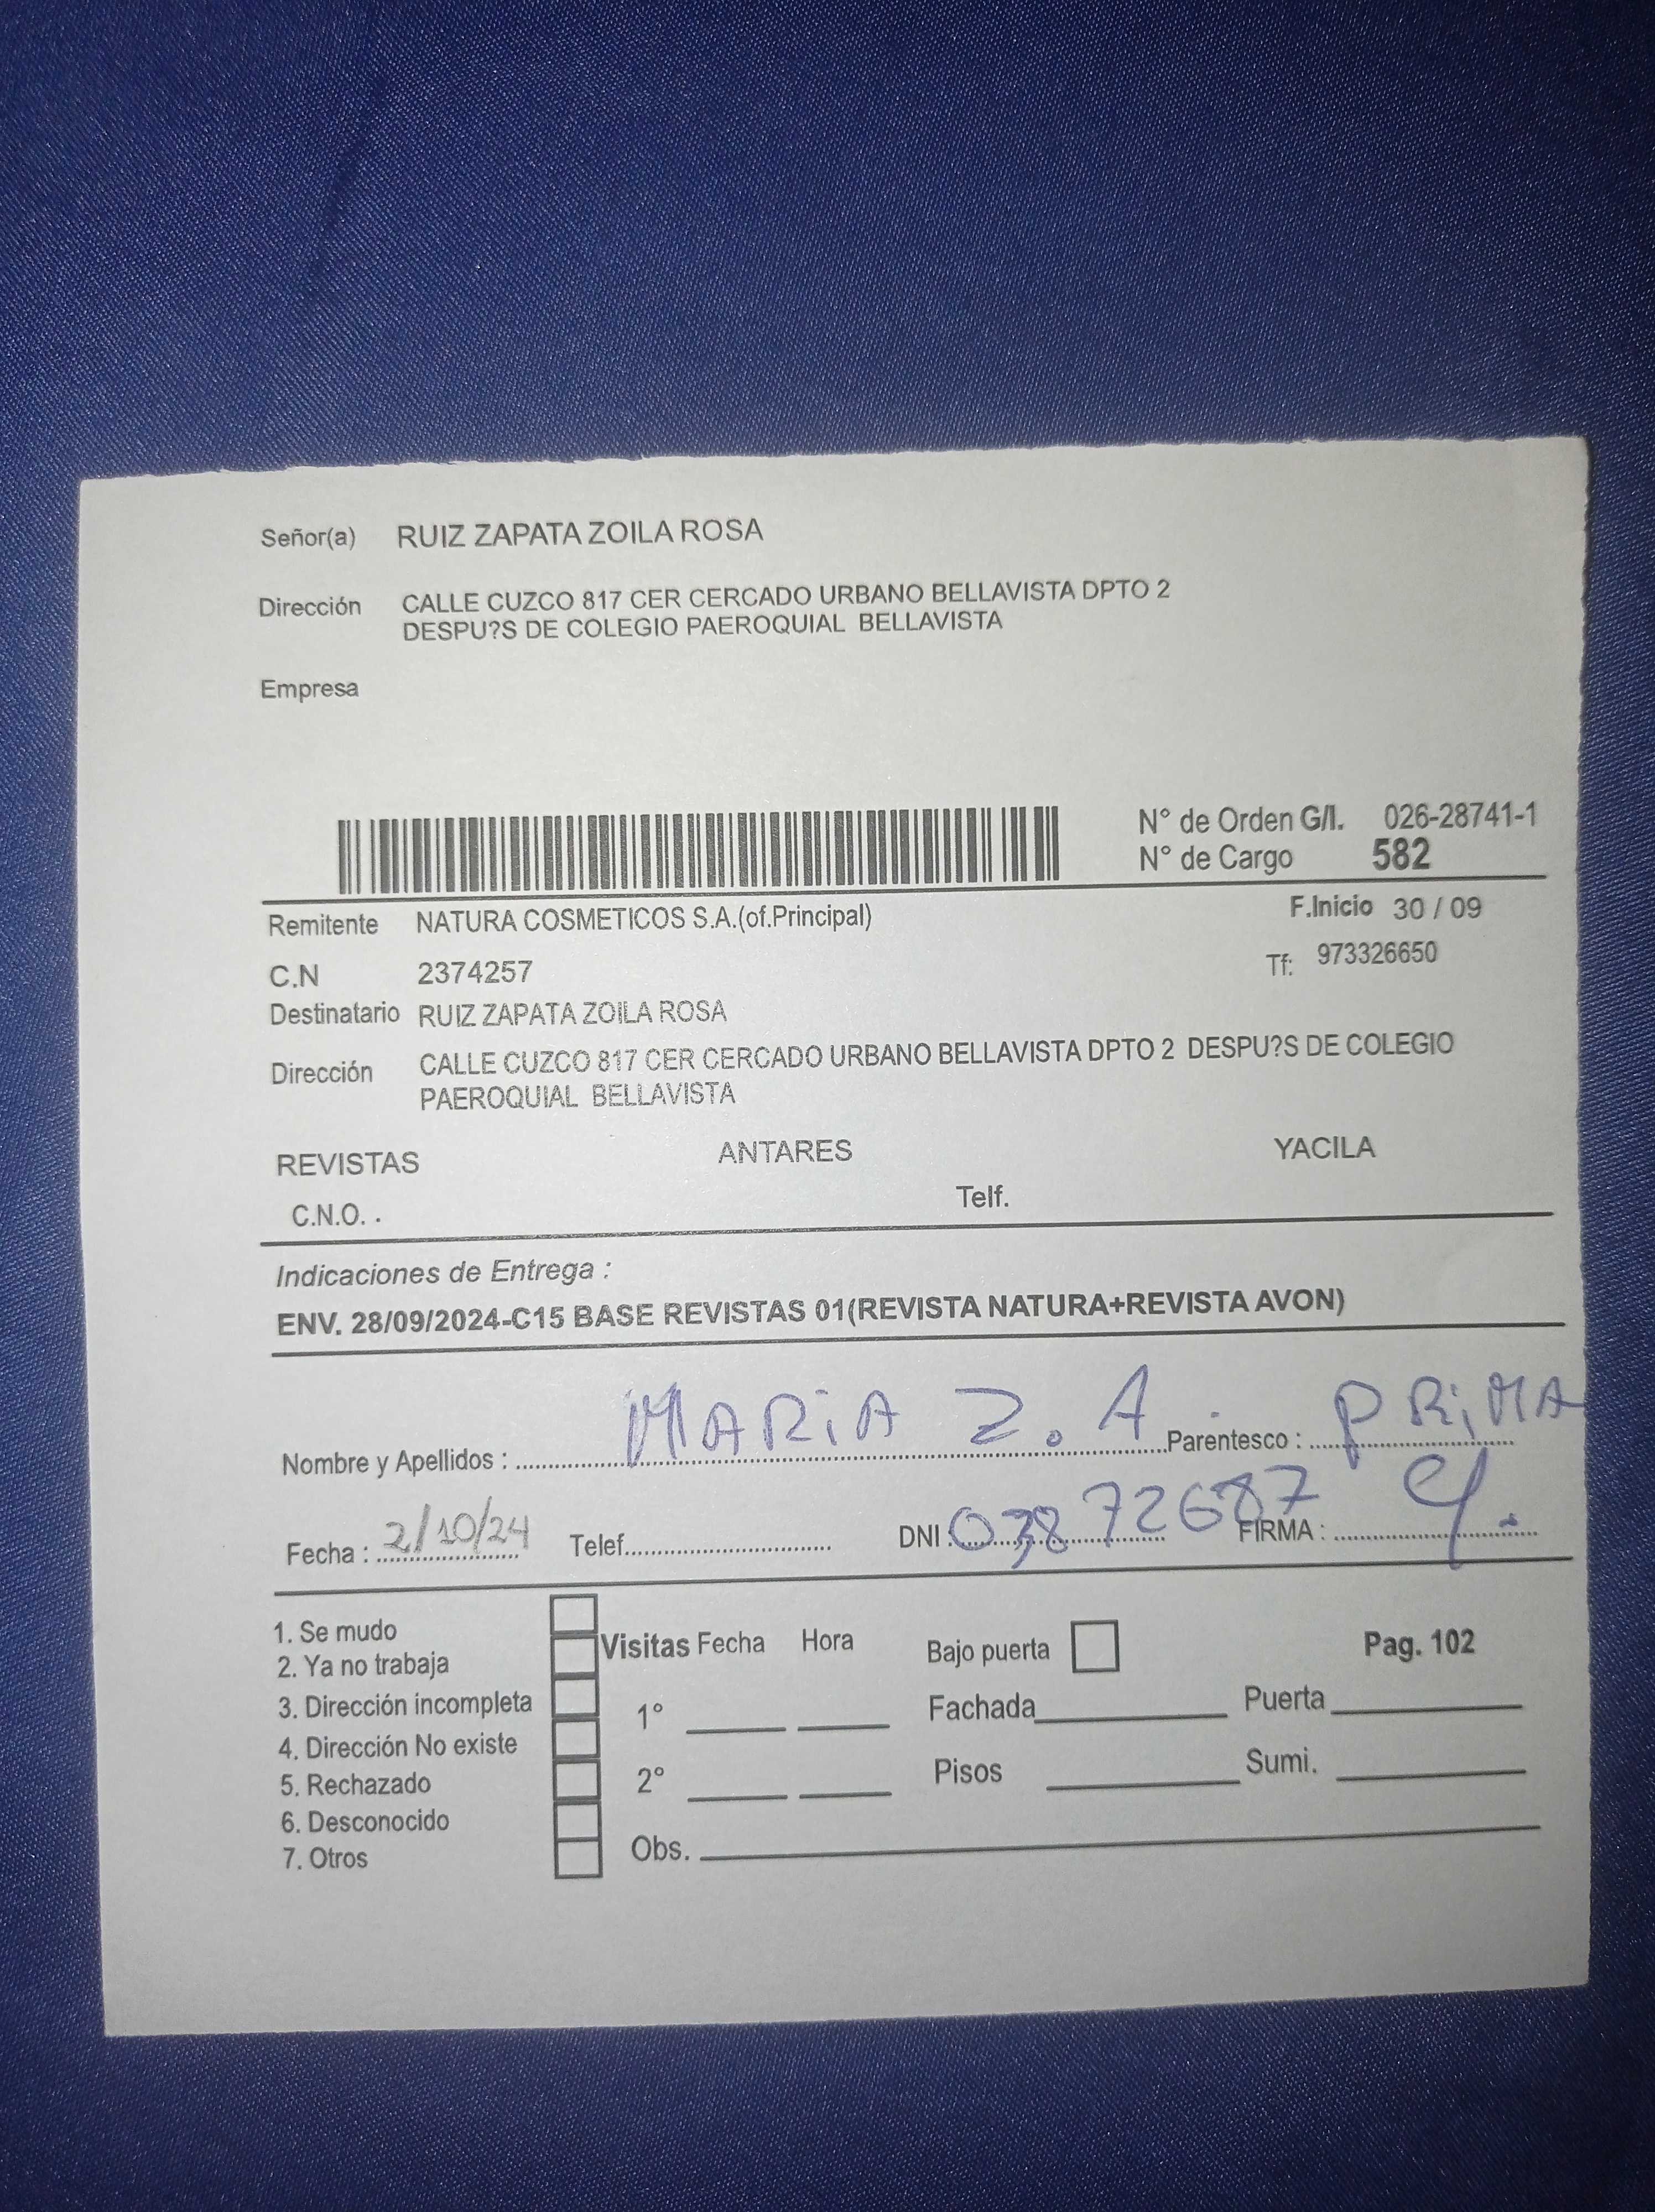 Señor(a) RUIZ ZAPATA ZOILA ROSA
Dirección CALLE CUZCO 817 CER CERCADO URBANO BELLAVISTA DPTO 2
DESPU?S DE COLEGIO PAEROQUIAL BELLAVISTA
Empresa
N° de Orden G/I. 026-28741-1
N° de Cargo 582
Remitente NATURA COSMETICOS S.A.(of.Principal) F.Inicio 30 / 09
C.N 2374257 Tf: 973326650
Destinatario RUIZ ZAPATA ZOILA ROSA
Dirección CALLE CUZCO 817 CER CERCADO URBANO BELLAVISTA DPTO 2 DESPU?S DE COLEGIO
PAEROQUIAL BELLAVISTA
REVISTAS ANTARES YACILA
C.N.O. . Telf.
Indicaciones de Entrega :
ENV. 28/09/2024-C15 BASE REVISTAS 01(REVISTA NATURA+REVISTA AVON)
Nombre y Apellidos : MARIA Z. A Parentesco : PRIMA
Fecha : 2/10/24 Telef. DNI 03872687 FIRMA :
1. Se mudo
2. Ya no trabaja
3. Dirección incompleta
4. Dirección No existe
5. Rechazado
6. Desconocido
7. Otros
Visitas Fecha Hora Bajo puerta Pag. 102
1° Fachada Puerta
2° Pisos Sumi.
Obs.